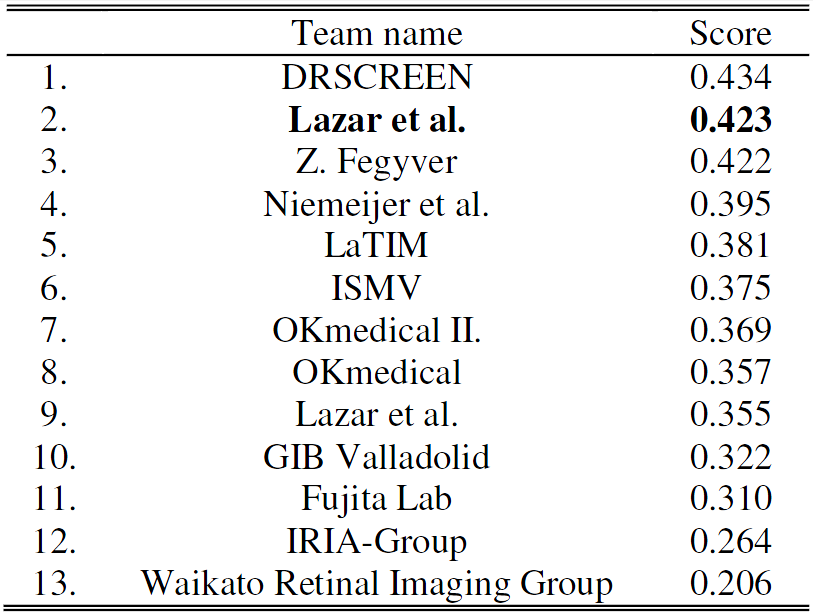 Team name Score
1. DRSCREEN 0.434
2. Lazar et al. 0.423
3. Z. Fegyver 0.422
4. Niemeijer et al. 0.395
5. LaTIM 0.381
6. ISMV 0.375
7. OKmedical II. 0.369
8. OKmedical 0.357
9. Lazar et al. 0.355
10. GIB Valladolid 0.322
11. Fujita Lab 0.310
12. IRIA-Group 0.264
13. Waikato Retinal Imaging Group 0.206